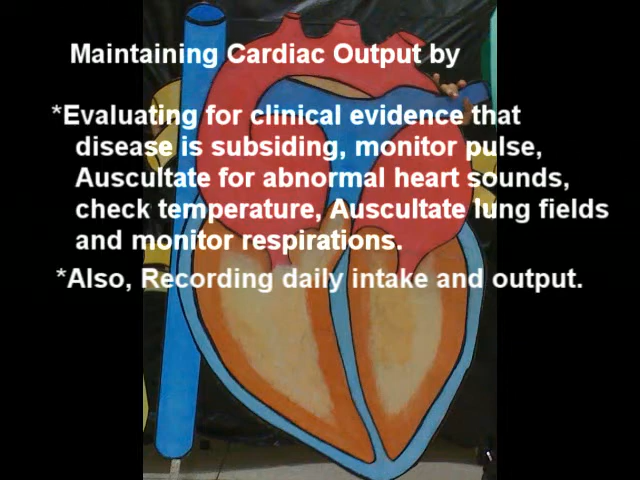 Maintaining Cardiac Output by
*Evaluating for clinical evidence that
disease is subsiding, monitor pulse,
Auscultate for abnormal heart sounds,
check temperature, Auscultate lung fields
and monitor respirations.
*Also, Recording daily intake and output.